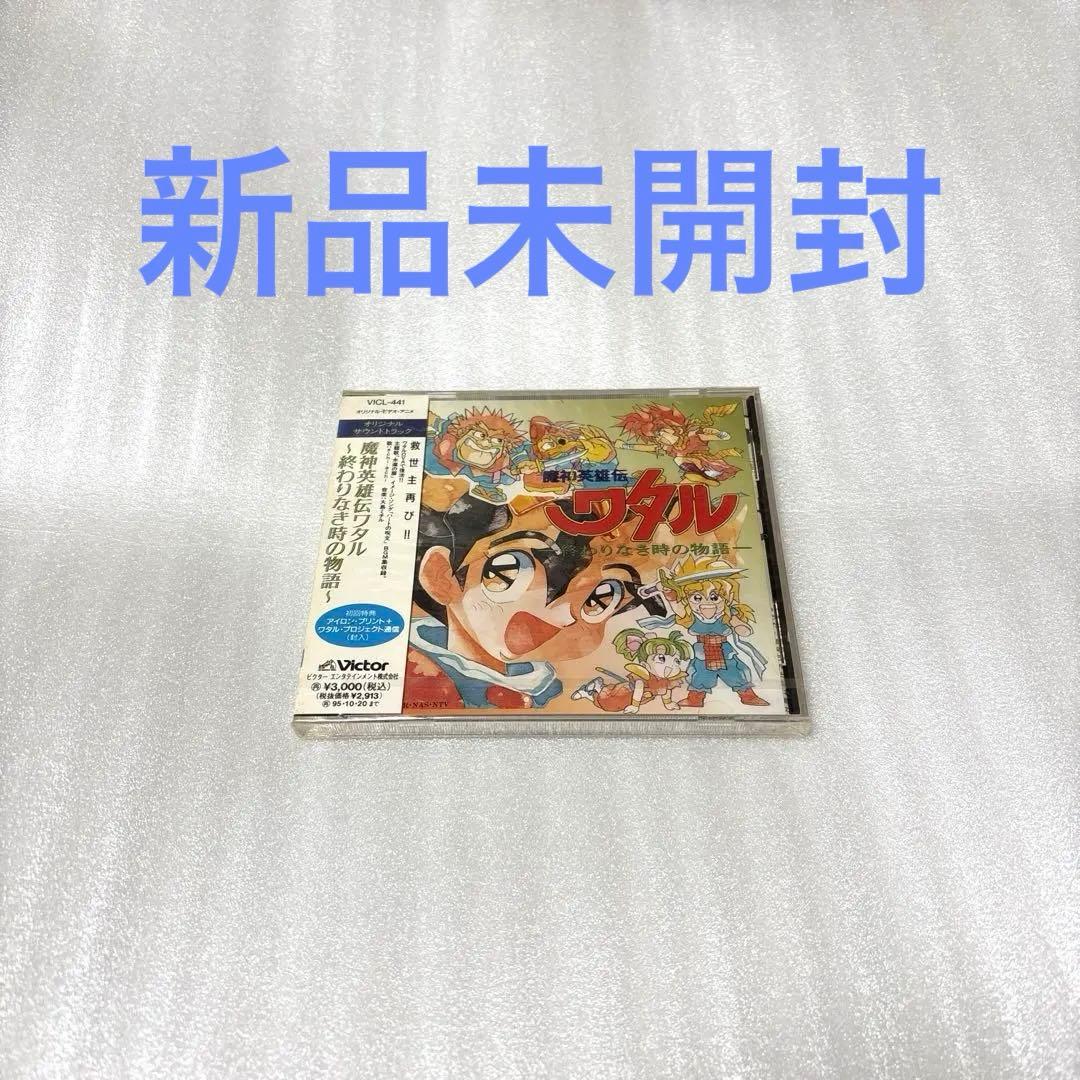 新品未開封
VICL-441
オリジナル・ビデオ・アニメ
オリジナル
サウンドトラック
魔神英雄伝ワタル
～終わりなき時の物語～
救世主再び!!
初回特典
アイロン・プリント+
ワタル・プロジェクト通信
(封入)
Victor
ビクター エンタテインメント株式会社
再 ¥3,000(税込)
(税抜価格¥2,913)
再 95・10・20まで
魔神英雄伝
ワタル
終わりなき時の物語
R・NAS・NTV